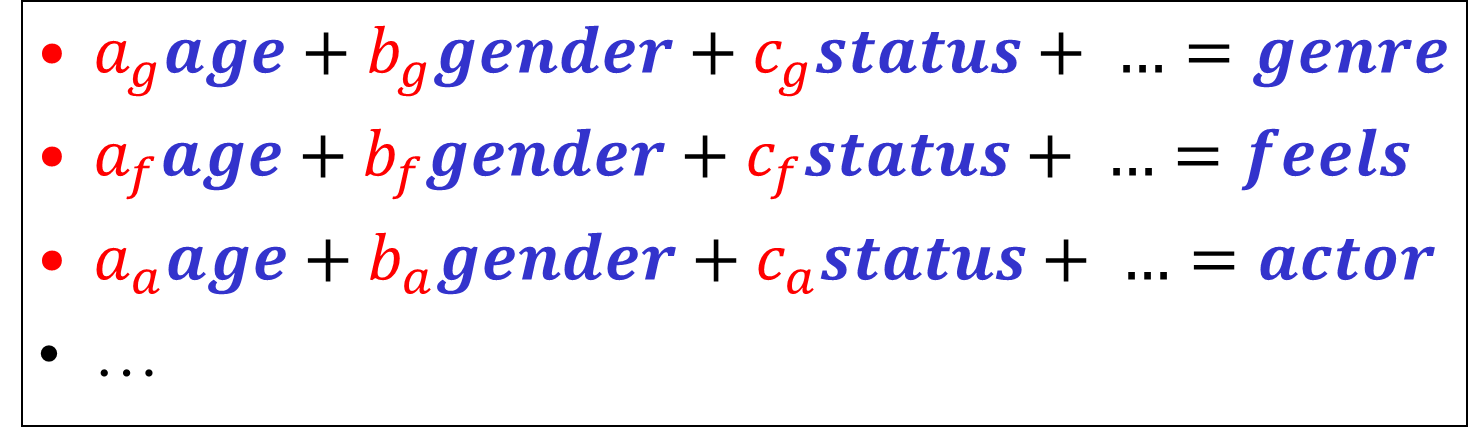 • a_g age + b_g gender + c_g status + ... = genre
• a_f age + b_f gender + c_f status + ... = feels
• a_a age + b_a gender + c_a status + ... = actor
• ...